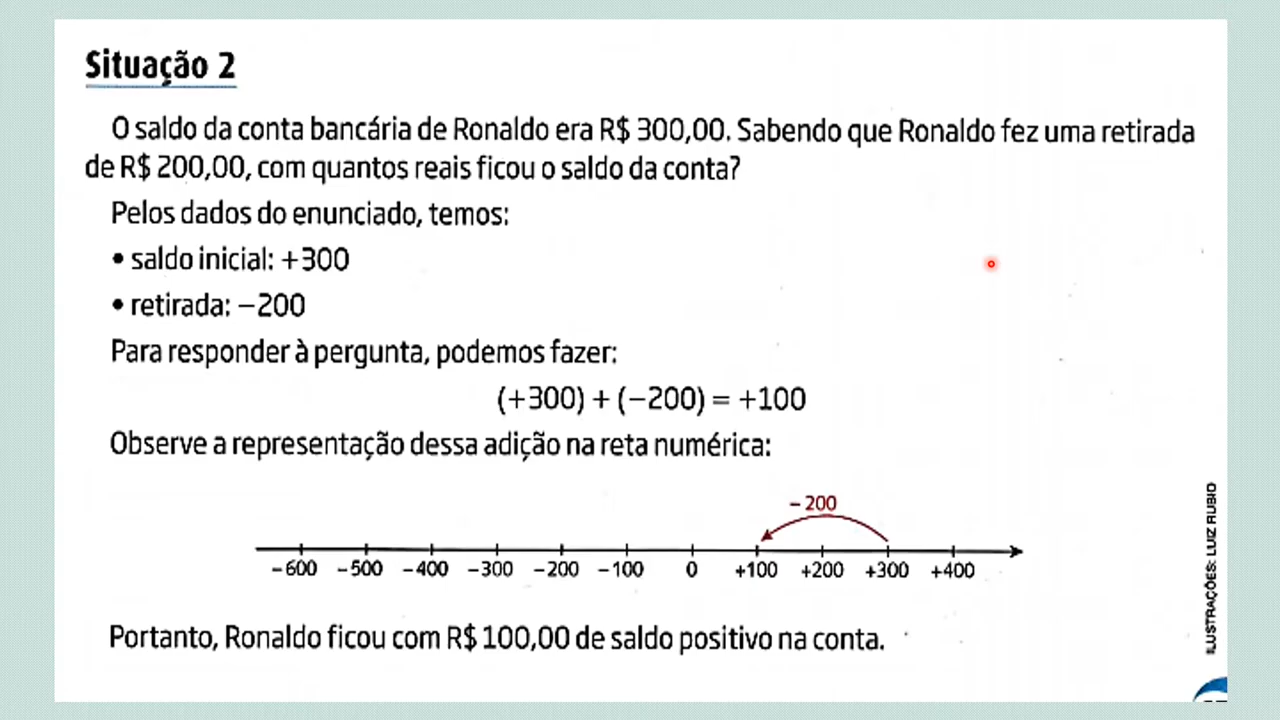 Situação 2
O saldo da conta bancária de Ronaldo era R$ 300,00. Sabendo que Ronaldo fez uma retirada
de R$ 200,00, com quantos reais ficou o saldo da conta?
Pelos dados do enunciado, temos:
• saldo inicial: +300
• retirada: −200
Para responder à pergunta, podemos fazer:
(+300) + (−200) = +100
Observe a representação dessa adição na reta numérica:
− 200
−600 −500 −400 −300 −200 −100 0 +100 +200 +300 +400
Portanto, Ronaldo ficou com R$ 100,00 de saldo positivo na conta.
ILUSTRAÇÕES: LUIZ RUBIO